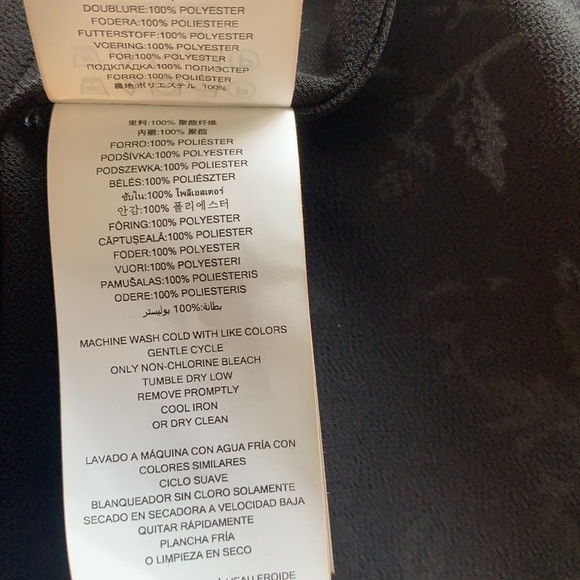 DOUBLURE:100% POLYESTER
FODERA:100% POLIESTERE
FUTTERSTOFF:100% POLYESTER
VOERING:100% POLYESTER
FOR:100% POLYESTER
ПОДКЛАДКА:100% ПОЛИЭСТЕР
FORRO:100% POLIÉSTER
裏地:ポリエステル 100%
里料:100% 聚酯纤维
內襯:100% 聚酯
FORRO:100% POLIÉSTER
PODŠÍVKA:100% POLYESTER
PODSZEWKA:100% POLIESTER
BÉLÉS:100% POLIÉSZTER
ซับใน:100% โพลีเอสเตอร์
안감:100% 폴리에스터
FÔRING:100% POLYESTER
CĂPTUŞEALĂ:100% POLIESTER
FODER:100% POLYESTER
VUORI:100% POLYESTERI
PAMUŠALAS:100% POLIESTERIS
ODERE:100% POLIESTERIS
بطانة:100% بوليستر
MACHINE WASH COLD WITH LIKE COLORS
GENTLE CYCLE
ONLY NON-CHLORINE BLEACH
TUMBLE DRY LOW
REMOVE PROMPTLY
COOL IRON
OR DRY CLEAN
LAVADO A MÁQUINA CON AGUA FRÍA CON
COLORES SIMILARES
CICLO SUAVE
BLANQUEADOR SIN CLORO SOLAMENTE
SECADO EN SECADORA A VELOCIDAD BAJA
QUITAR RÁPIDAMENTE
PLANCHA FRÍA
O LIMPIEZA EN SECO
À L'EAU FROIDE